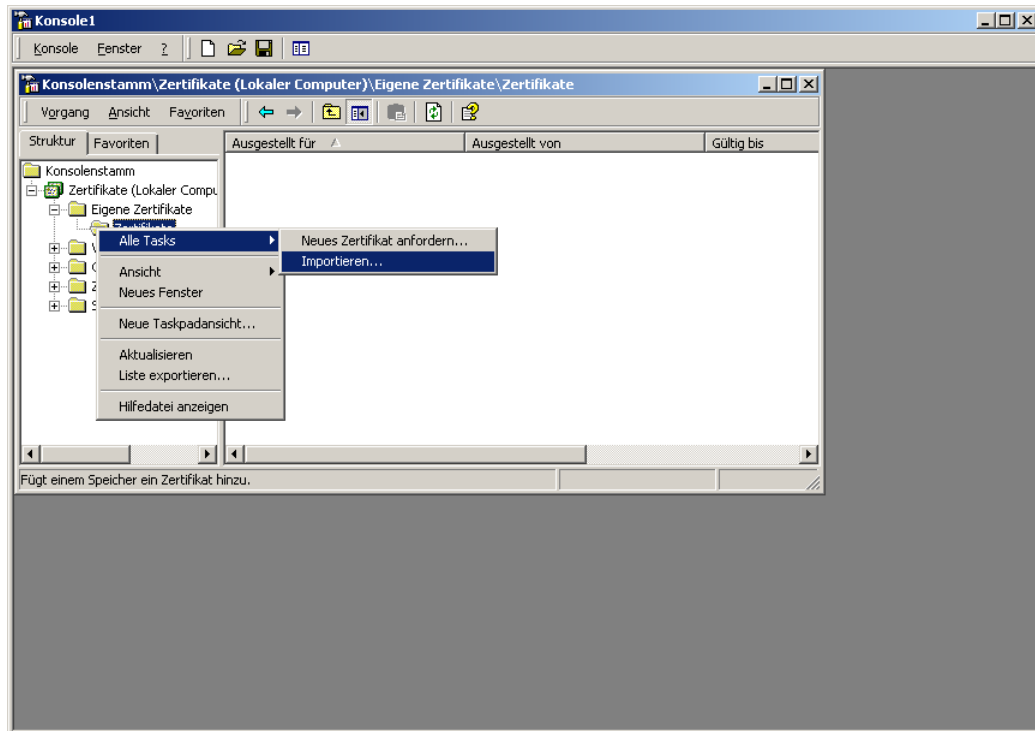 Konsole1
Konsole Fenster ?
Konsolenstamm\Zertifikate (Lokaler Computer)\Eigene Zertifikate\Zertifikate
Vorgang Ansicht Favoriten
Struktur Favoriten
Ausgestellt für Ausgestellt von Gültig bis
Konsolenstamm
Zertifikate (Lokaler Compu
Eigene Zertifikate
Alle Tasks
Ansicht
Neues Fenster
Neue Taskpadansicht...
Aktualisieren
Liste exportieren...
Hilfedatei anzeigen
Neues Zertifikat anfordern...
Importieren...
Fügt einem Speicher ein Zertifikat hinzu.